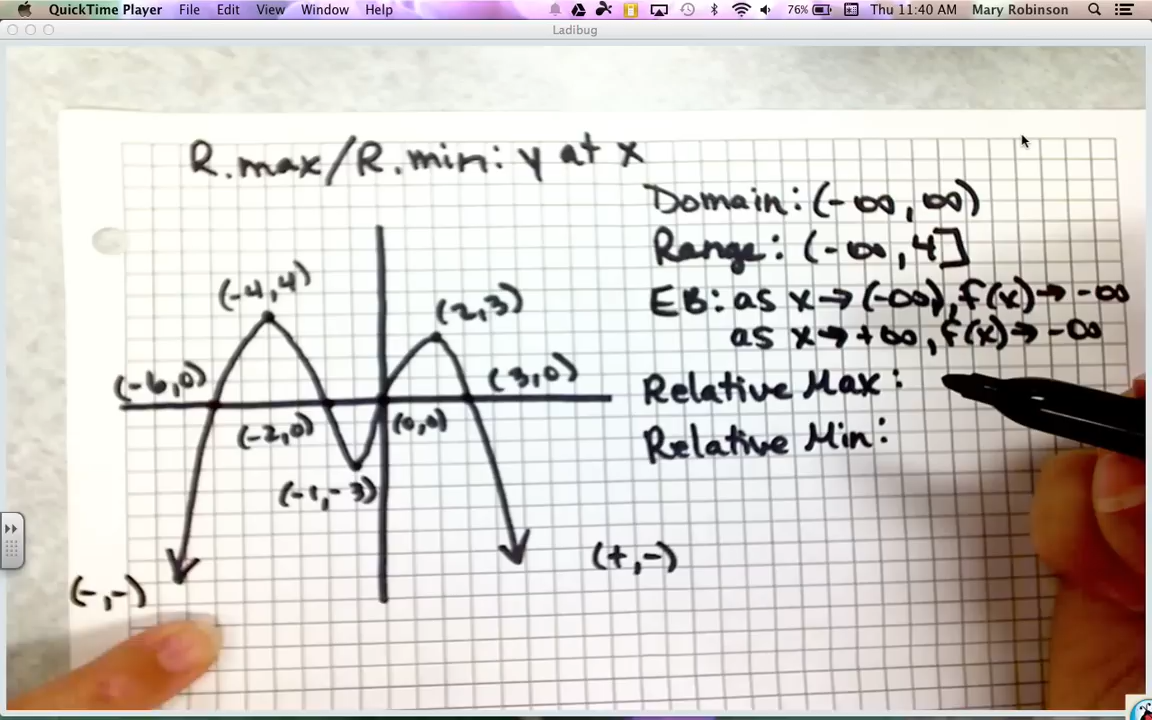 QuickTime Player File Edit View Window Help 76% Thu 11:40 AM Mary Robinson
Ladibug
R.max/R.min: y at x
Domain: (-∞, ∞)
Range: (-∞, 4]
EB: as x→(-∞), f(x)→ -∞
as x→+∞, f(x)→ -∞
Relative Max:
Relative Min:
(-4,4)
(2,3)
(-6,0)
(3,0)
(-2,0)
(0,0)
(-1,-3)
(+,-)
(-,-)